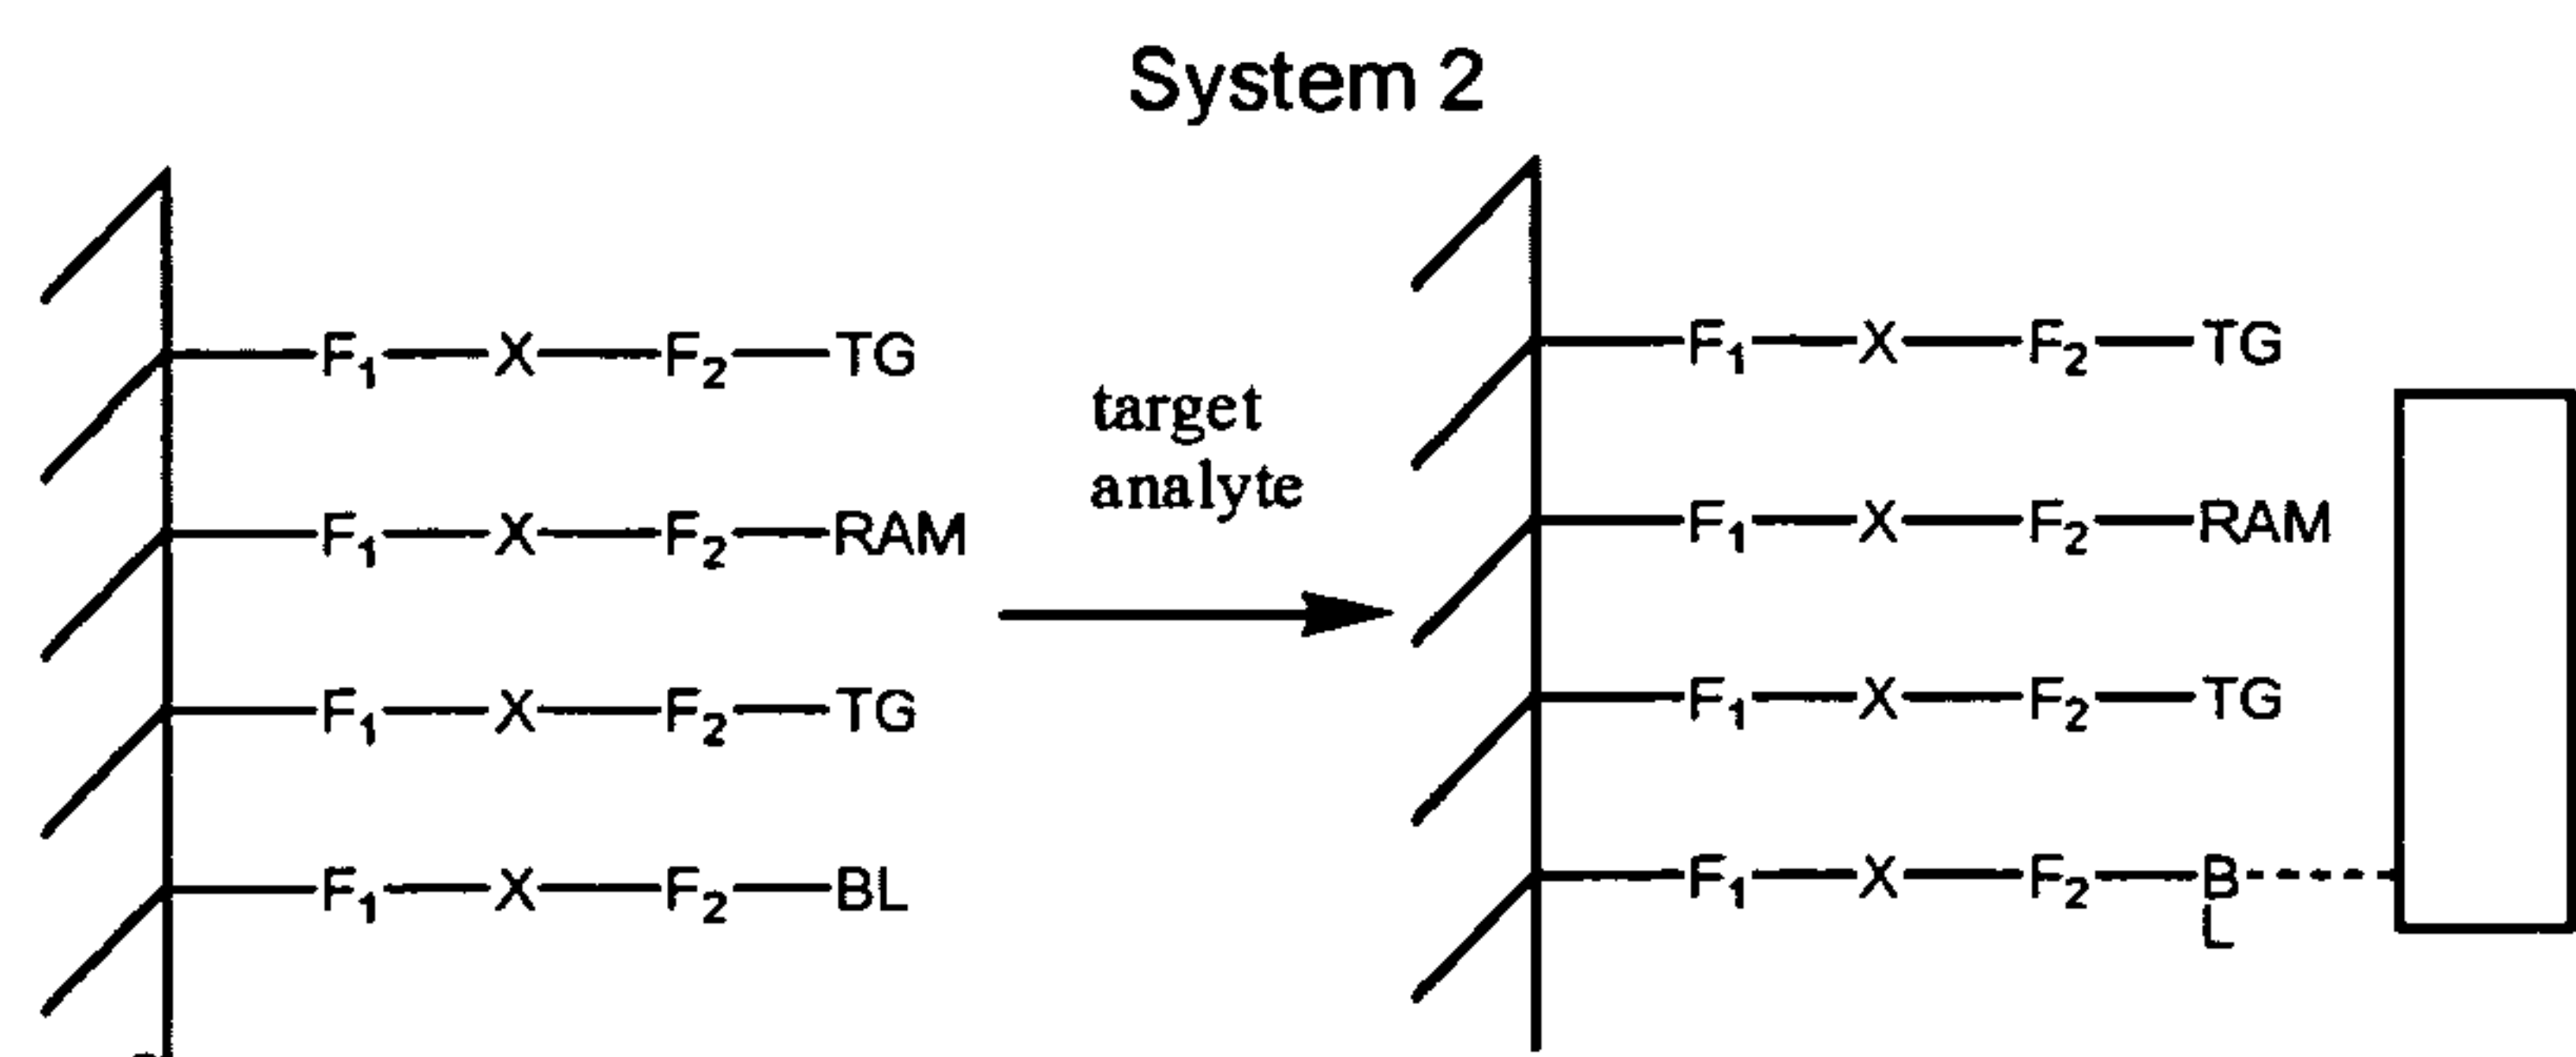 System 2
F₁—X—F₂—TG
F₁—X—F₂—RAM
F₁—X—F₂—TG
F₁—X—F₂—BL
target
analyte
F₁—X—F₂—TG
F₁—X—F₂—RAM
F₁—X—F₂—TG
F₁—X—F₂—B
L